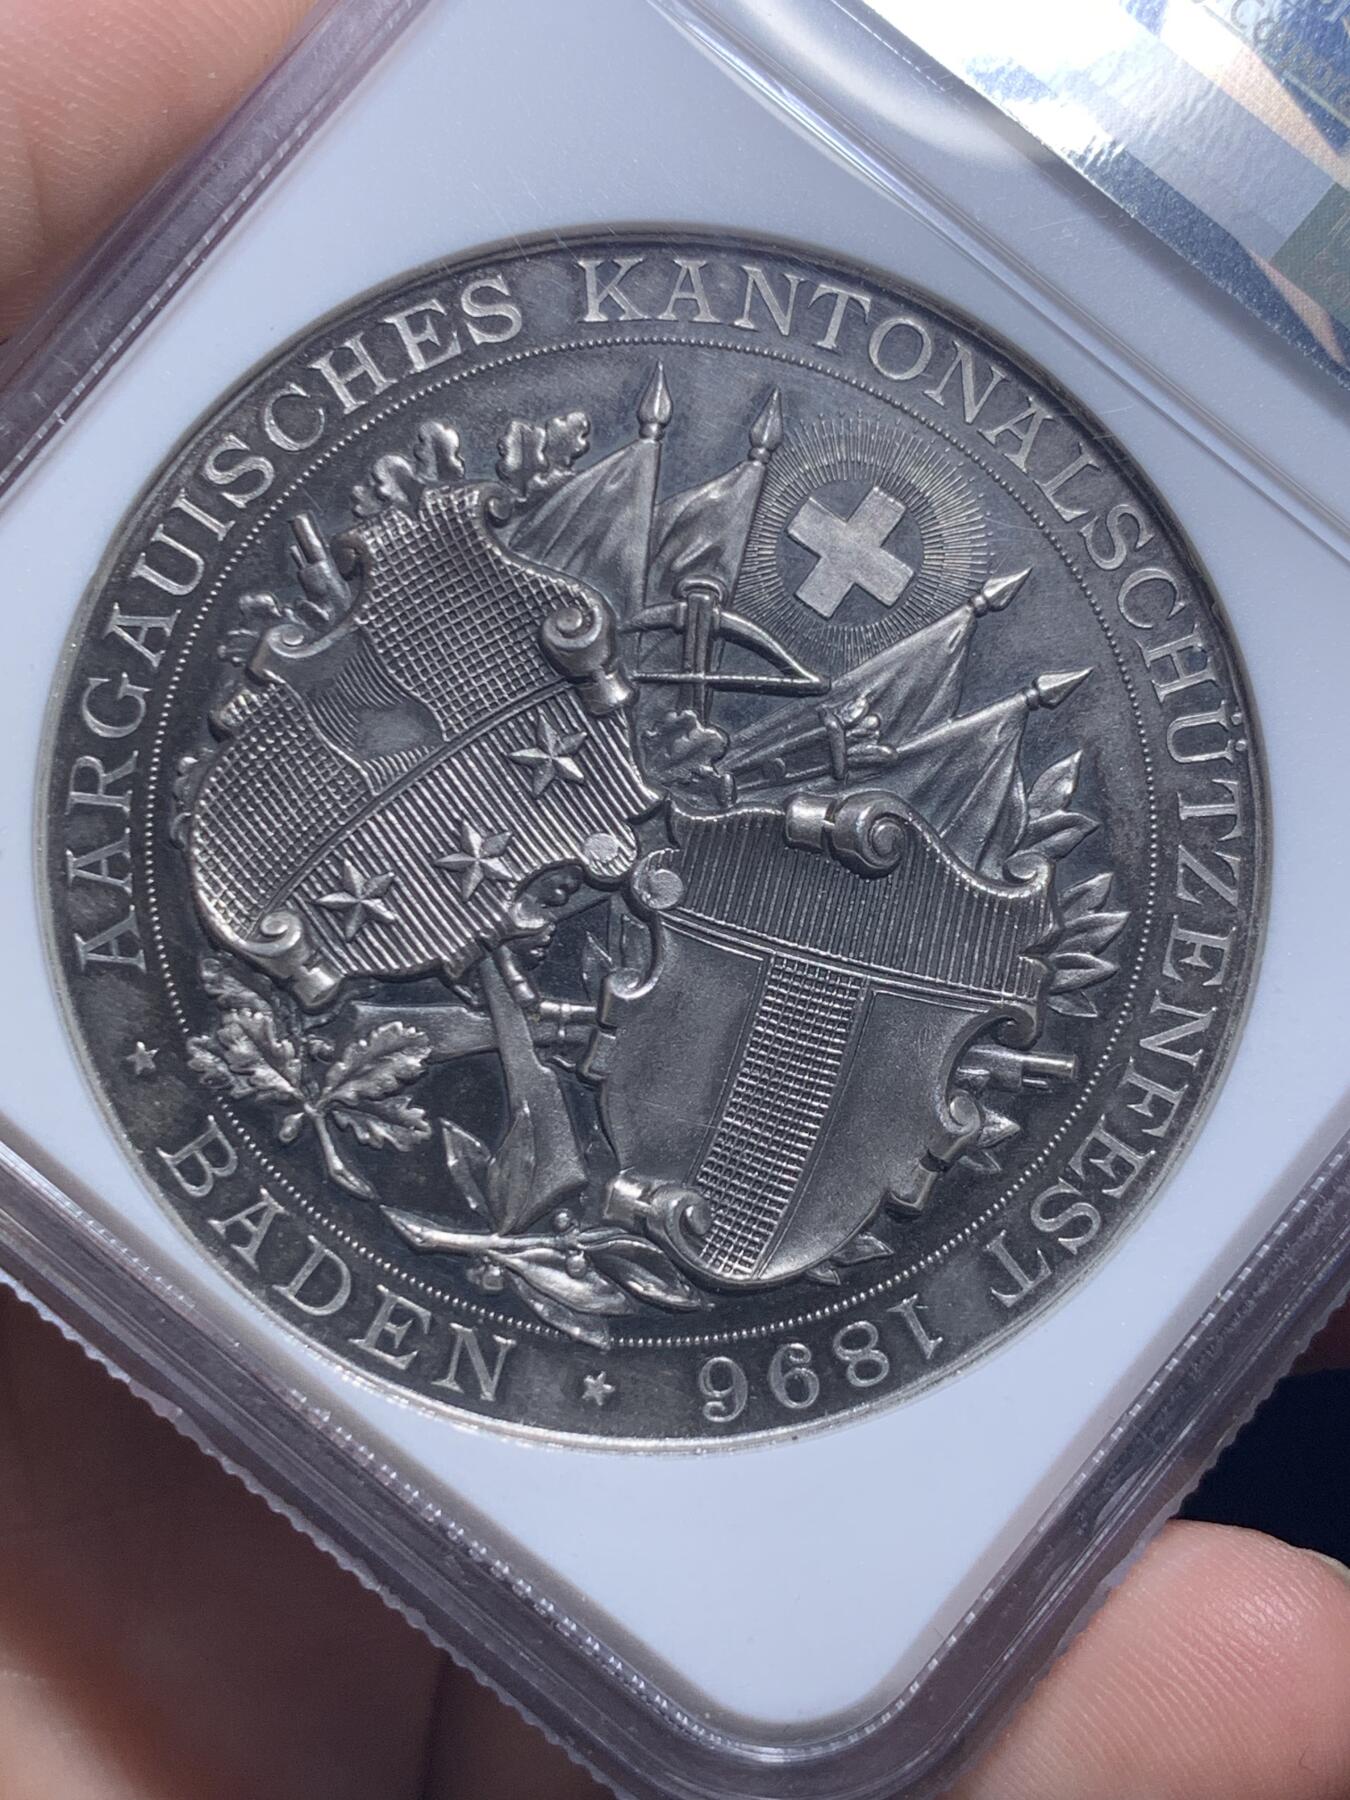 AARGAUISCHES KANTONALSCHÜTZENFEST
* BADEN * 1896